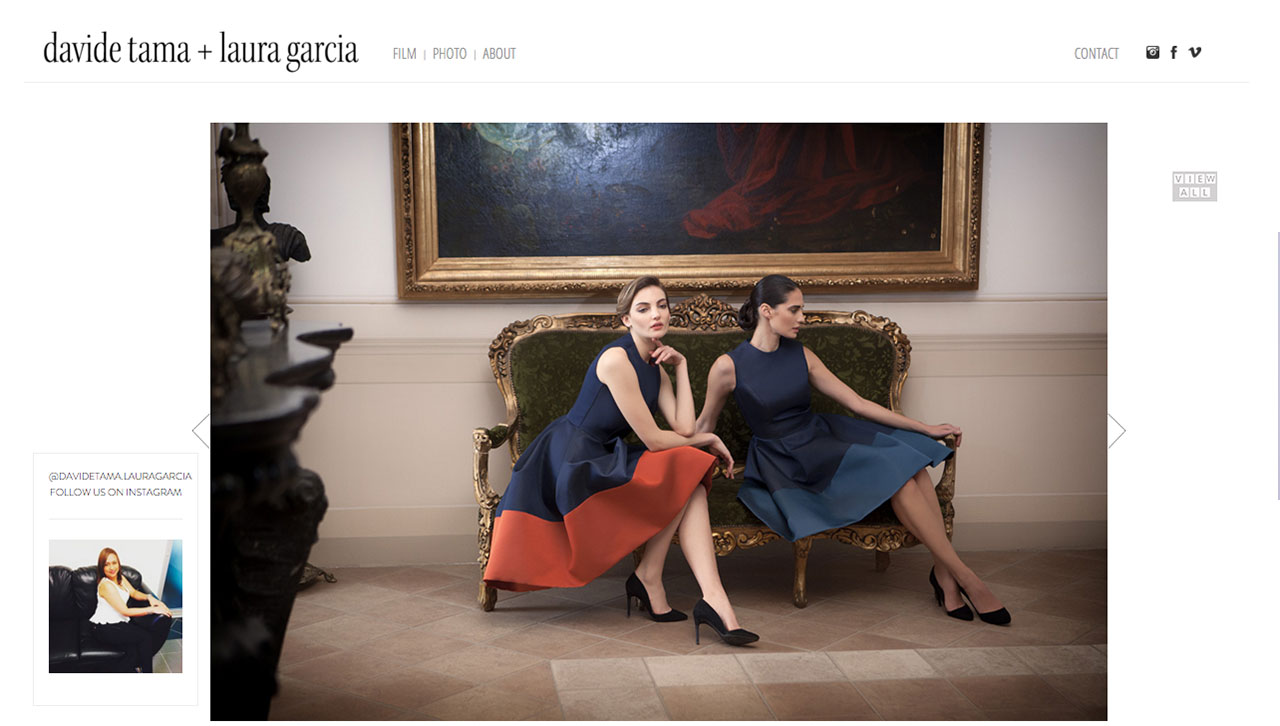 davide tama + laura garcia
FILM | PHOTO | ABOUT
CONTACT
VIEW
ALL
@DAVIDETAMA.LAURAGARCIA
FOLLOW US ON INSTAGRAM